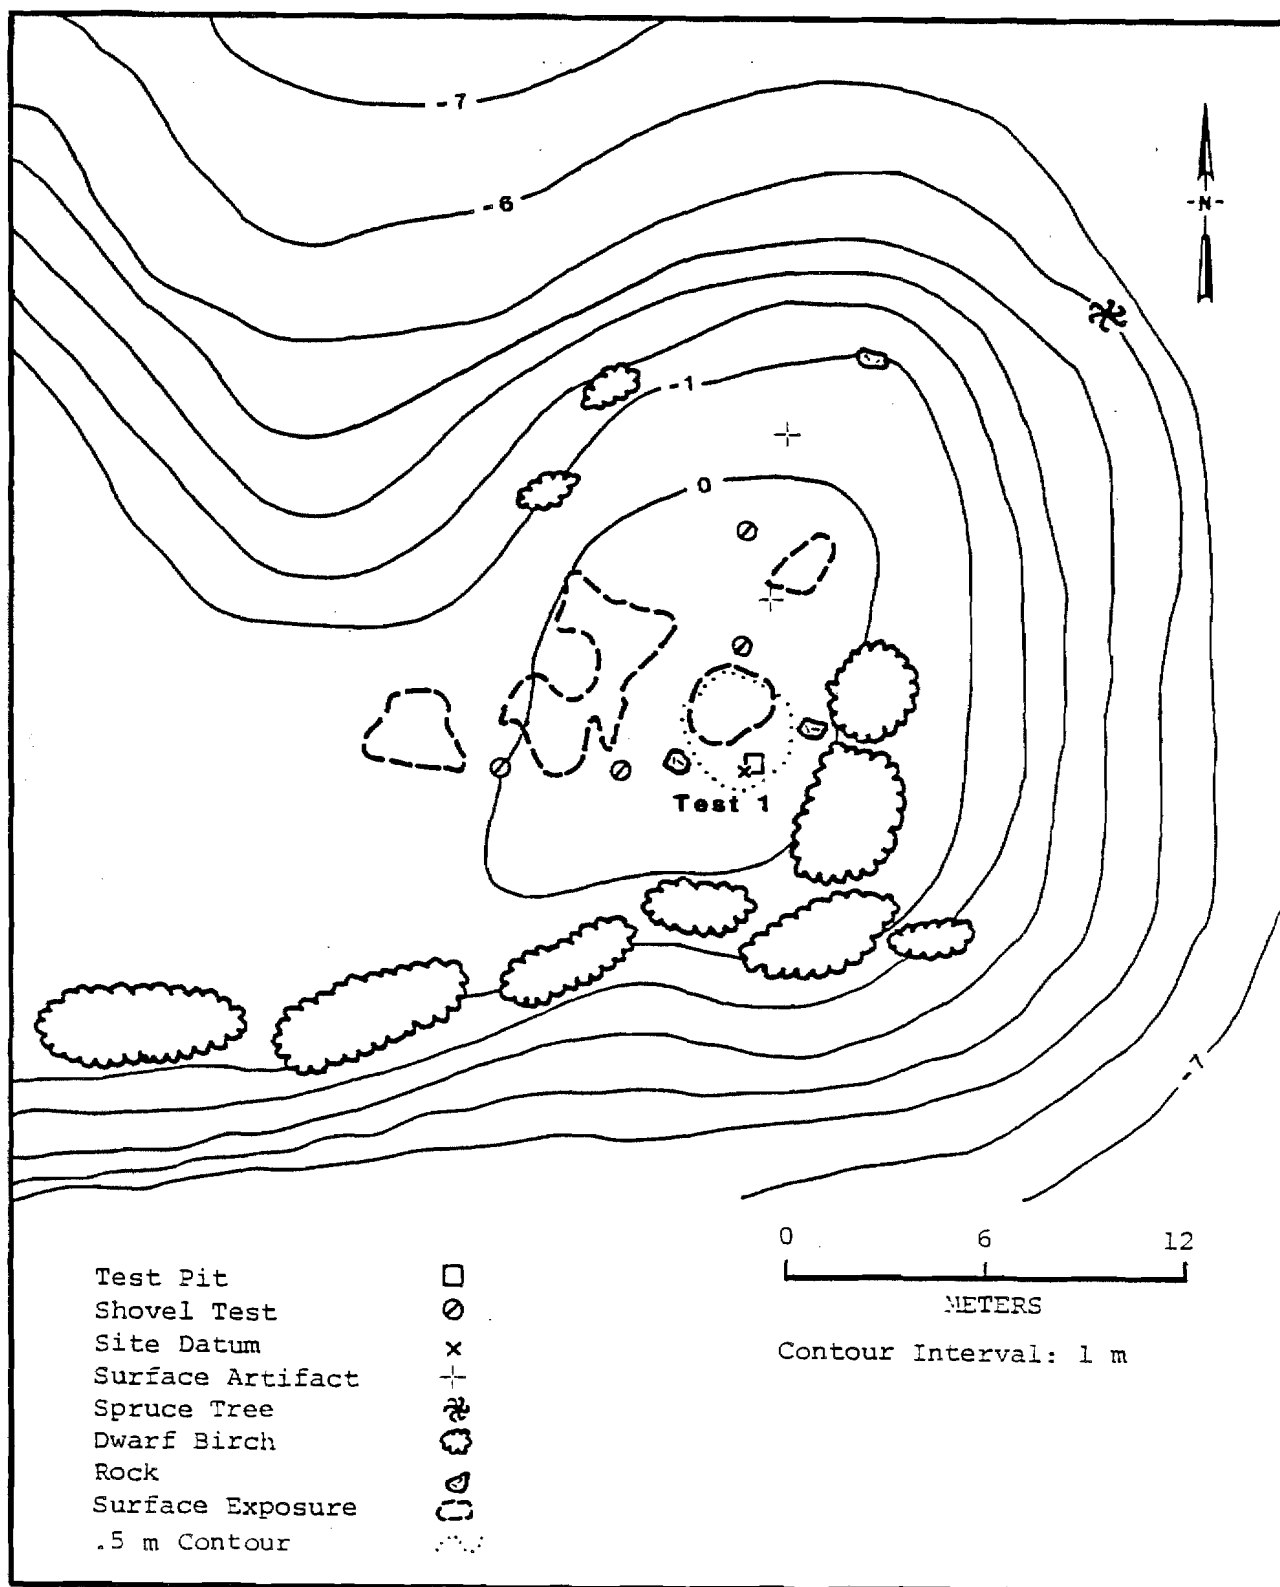 -7
-6
-N-
-1
0
Test 1
-7
0 6 12
METERS
Contour Interval: 1 m
Test Pit
Shovel Test
Site Datum
Surface Artifact
Spruce Tree
Dwarf Birch
Rock
Surface Exposure
.5 m Contour